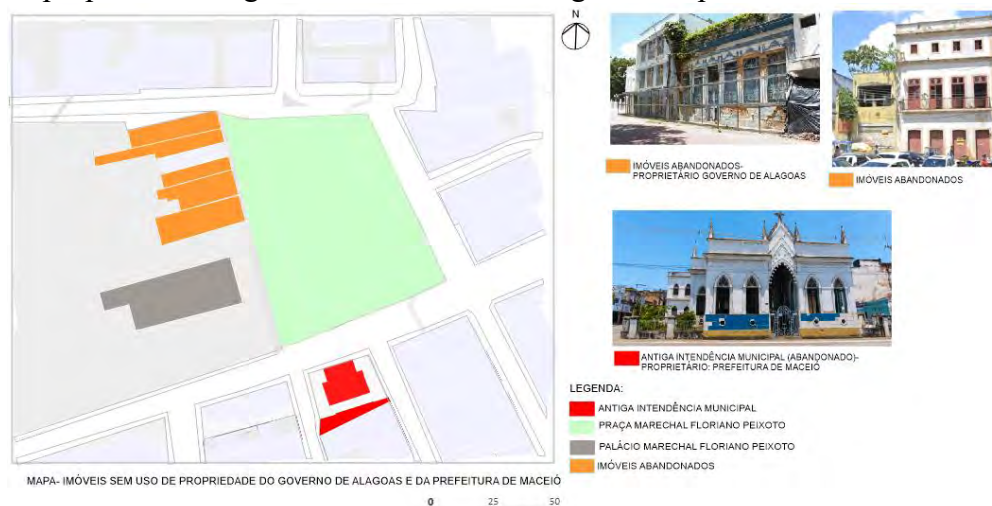 N
IMÓVEIS ABANDONADOS-
PROPRIETÁRIO GOVERNO DE ALAGOAS
IMÓVEIS ABANDONADOS
ANTIGA INTENDÊNCIA MUNICIPAL (ABANDONADO)-
PROPRIETÁRIO: PREFEITURA DE MACEIÓ
LEGENDA:
ANTIGA INTENDÊNCIA MUNICIPAL
PRAÇA MARECHAL FLORIANO PEIXOTO
PALÁCIO MARECHAL FLORIANO PEIXOTO
IMÓVEIS ABANDONADOS
MAPA- IMÓVEIS SEM USO DE PROPRIEDADE DO GOVERNO DE ALAGOAS E DA PREFEITURA DE MACEIÓ
0 25 50